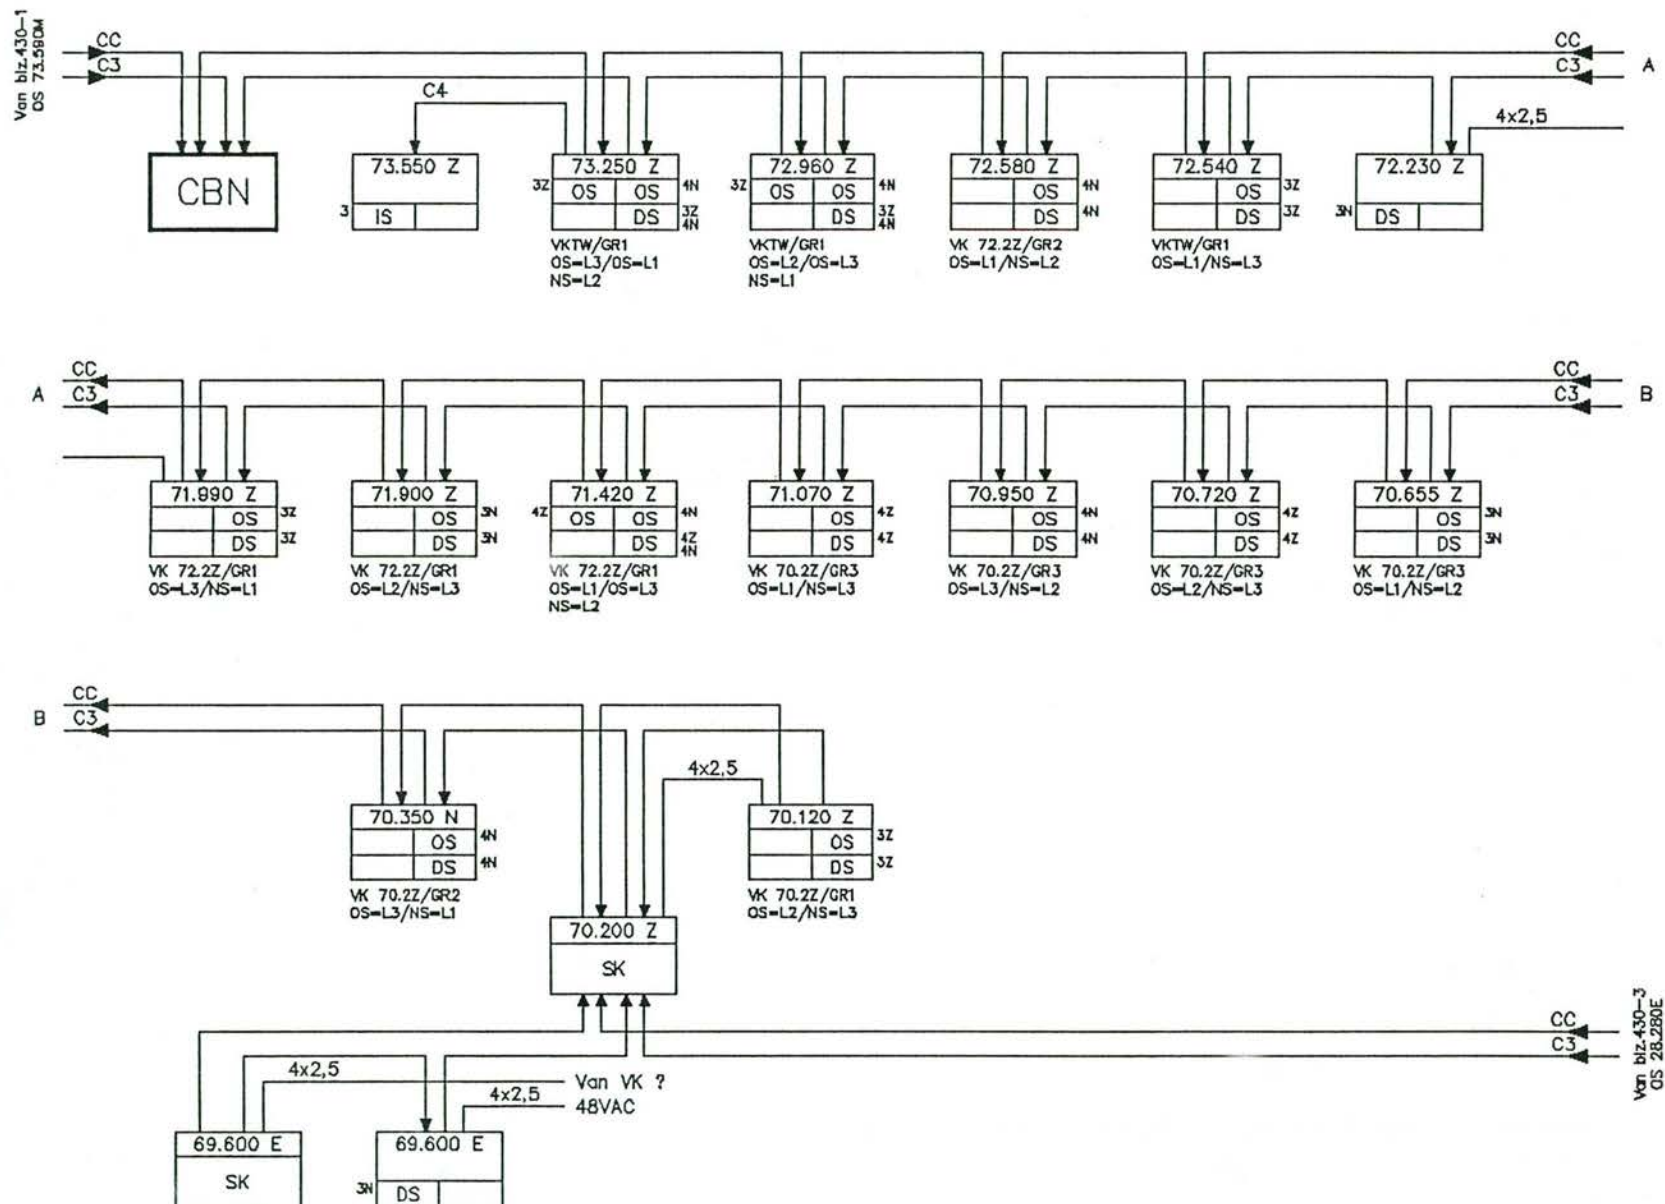 Van blz.430-1
OS 73.590M
CC
C3
CC
C3
A
C4
4x2,5
CBN
73.550 Z
3 IS
73.250 Z
3Z OS OS 4N
DS 3Z
4N
VKTW/GR1
OS=L3/OS=L1
NS=L2
72.960 Z
3Z OS OS 4N
DS 3Z
4N
VKTW/GR1
OS=L2/OS=L3
NS=L1
72.580 Z
OS 4N
DS 4N
VK 72.2Z/GR2
OS=L1/NS=L2
72.540 Z
OS 3Z
DS 3Z
VKTW/GR1
OS=L1/NS=L3
72.230 Z
3N DS
A
CC
C3
CC
C3
B
71.990 Z
OS 3Z
DS 3Z
VK 72.2Z/GR1
OS=L3/NS=L1
71.900 Z
OS 3N
DS 3N
VK 72.2Z/GR1
OS=L2/NS=L3
71.420 Z
4Z OS OS 4N
DS 4Z
4N
VK 72.2Z/GR1
OS=L1/OS=L3
NS=L2
71.070 Z
OS 4Z
DS 4Z
VK 70.2Z/GR3
OS=L1/NS=L3
70.950 Z
OS 4N
DS 4N
VK 70.2Z/GR3
OS=L3/NS=L2
70.720 Z
OS 4Z
DS 4Z
VK 70.2Z/GR3
OS=L2/NS=L3
70.655 Z
OS 3N
DS 3N
VK 70.2Z/GR3
OS=L1/NS=L2
B
CC
C3
4x2,5
70.350 N
OS 4N
DS 4N
VK 70.2Z/GR2
OS=L3/NS=L1
70.120 Z
OS 3Z
DS 3Z
VK 70.2Z/GR1
OS=L2/NS=L3
70.200 Z
SK
CC
C3
Van blz.430-3
OS 28.280E
4x2,5
Van VK ?
4x2,5
48VAC
69.600 E
SK
69.600 E
3N DS